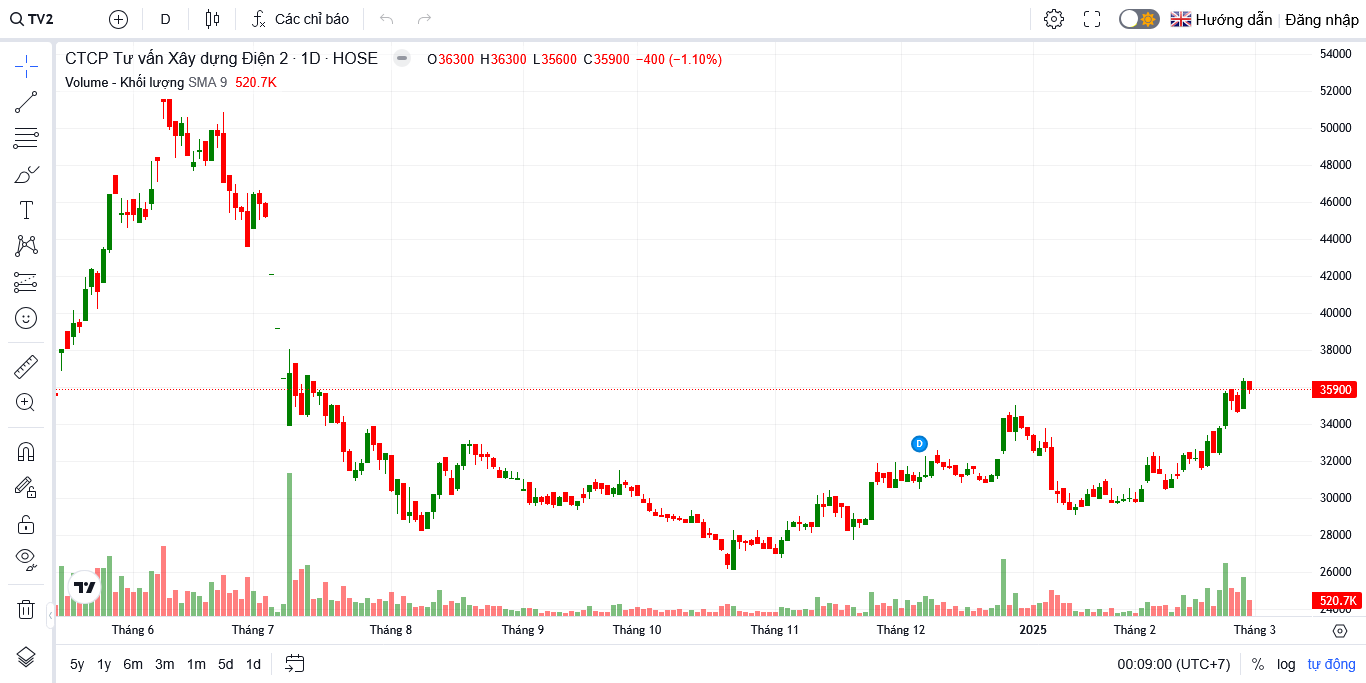 TV2 D Các chỉ báo Hướng dẫn Đăng nhập
CTCP Tư vấn Xây dựng Điện 2 · 1D · HOSE O36300 H36300 L35600 C35900 −400 (−1.10%)
Volume - Khối lượng SMA 9 520.7K
54000
52000
50000
48000
46000
44000
42000
40000
38000
35900
34000
32000
30000
28000
26000
520.7K
24000
D
Tháng 6 Tháng 7 Tháng 8 Tháng 9 Tháng 10 Tháng 11 Tháng 12 2025 Tháng 2 Tháng 3
5y 1y 6m 3m 1m 5d 1d 00:09:00 (UTC+7) % log tự động